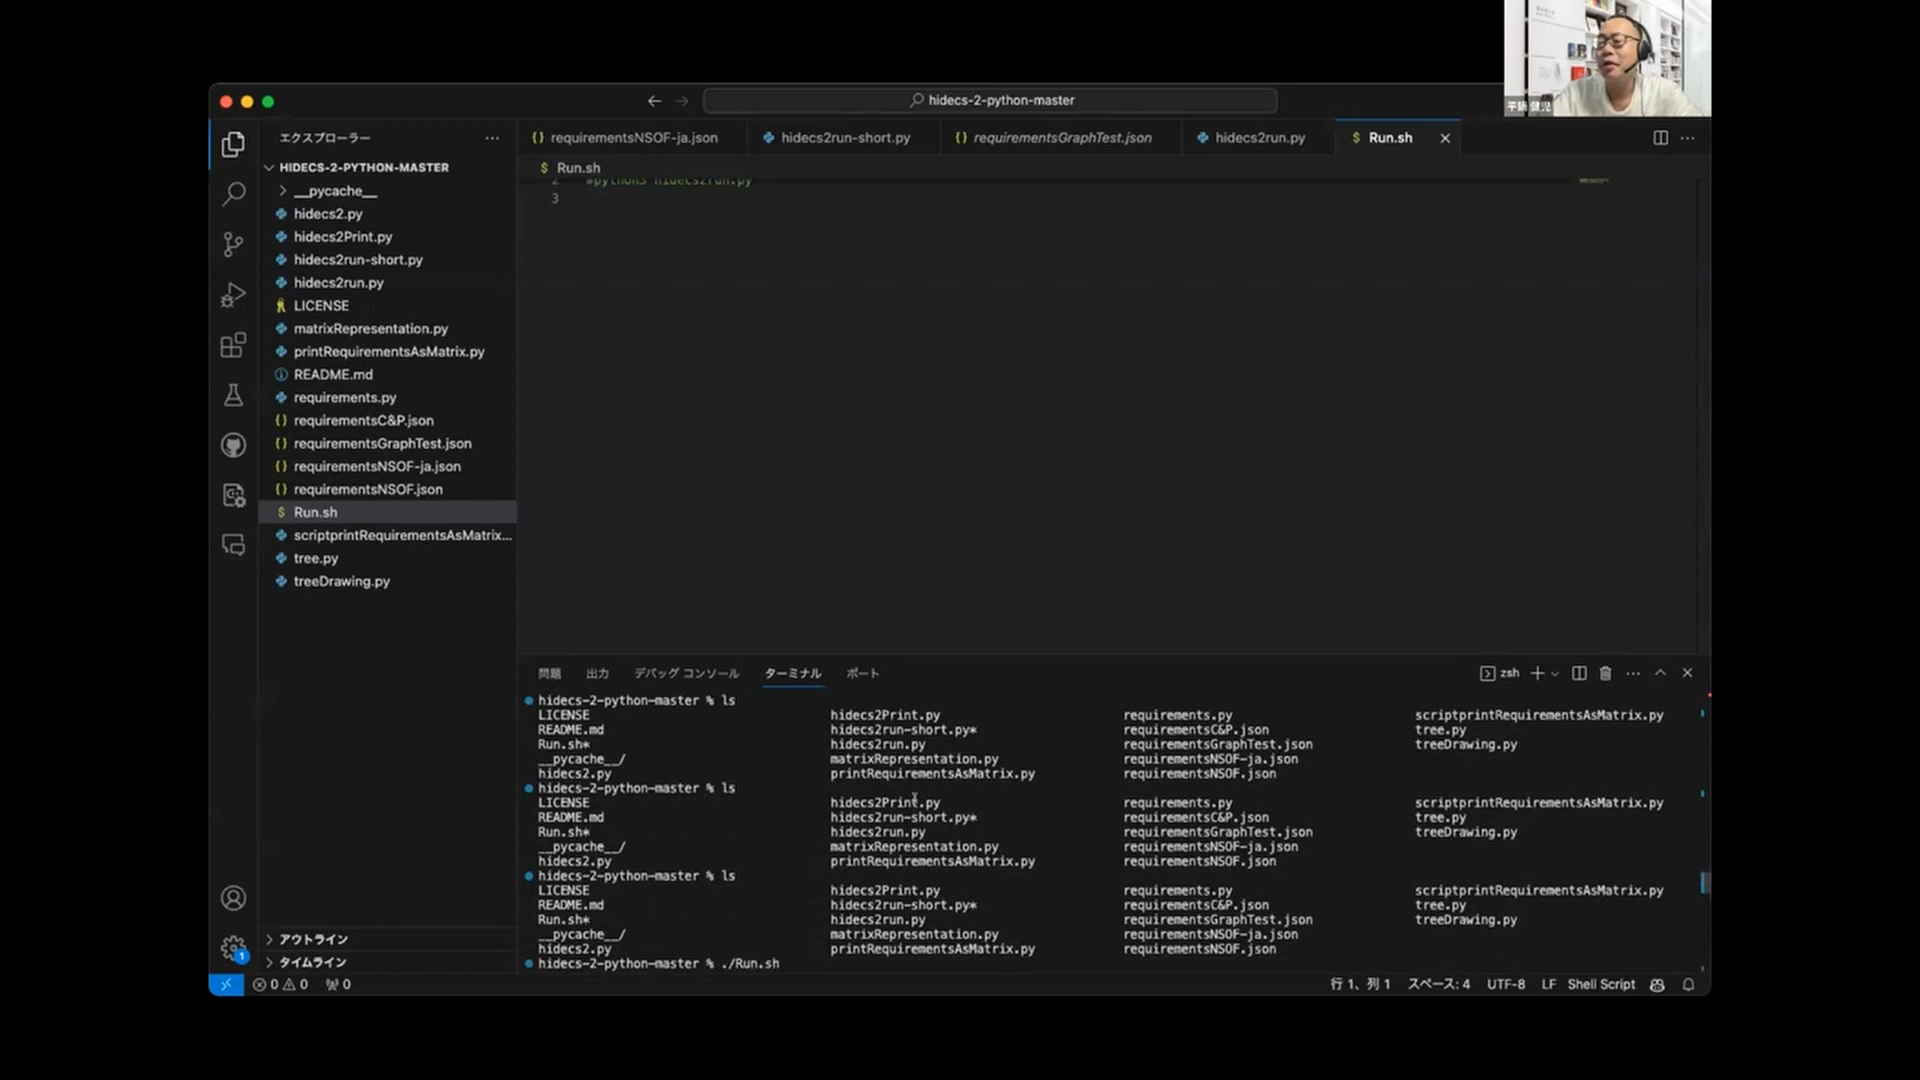 hidecs-2-python-master
平鍋 健児
エクスプローラー
requirementsNSOF-ja.json
hidecs2run-short.py
requirementsGraphTest.json
hidecs2run.py
Run.sh
HIDECS-2-PYTHON-MASTER
__pycache__
hidecs2.py
hidecs2Print.py
hidecs2run-short.py
hidecs2run.py
LICENSE
matrixRepresentation.py
printRequirementsAsMatrix.py
README.md
requirements.py
requirementsC&P.json
requirementsGraphTest.json
requirementsNSOF-ja.json
requirementsNSOF.json
Run.sh
scriptprintRequirementsAsMatrix...
tree.py
treeDrawing.py
アウトライン
タイムライン
$ Run.sh
2 #python3 hidecs2run.py
3
問題 出力 デバッグ コンソール ターミナル ポート zsh
hidecs-2-python-master % ls
LICENSE hidecs2Print.py requirements.py scriptprintRequirementsAsMatrix.py
README.md hidecs2run-short.py* requirementsC&P.json tree.py
Run.sh* hidecs2run.py requirementsGraphTest.json treeDrawing.py
__pycache__/ matrixRepresentation.py requirementsNSOF-ja.json
hidecs2.py printRequirementsAsMatrix.py requirementsNSOF.json
hidecs-2-python-master % ls
LICENSE hidecs2Print.py requirements.py scriptprintRequirementsAsMatrix.py
README.md hidecs2run-short.py* requirementsC&P.json tree.py
Run.sh* hidecs2run.py requirementsGraphTest.json treeDrawing.py
__pycache__/ matrixRepresentation.py requirementsNSOF-ja.json
hidecs2.py printRequirementsAsMatrix.py requirementsNSOF.json
hidecs-2-python-master % ls
LICENSE hidecs2Print.py requirements.py scriptprintRequirementsAsMatrix.py
README.md hidecs2run-short.py* requirementsC&P.json tree.py
Run.sh* hidecs2run.py requirementsGraphTest.json treeDrawing.py
__pycache__/ matrixRepresentation.py requirementsNSOF-ja.json
hidecs2.py printRequirementsAsMatrix.py requirementsNSOF.json
hidecs-2-python-master % ./Run.sh
1
0 0 0 行 1、列 1 スペース: 4 UTF-8 LF Shell Script